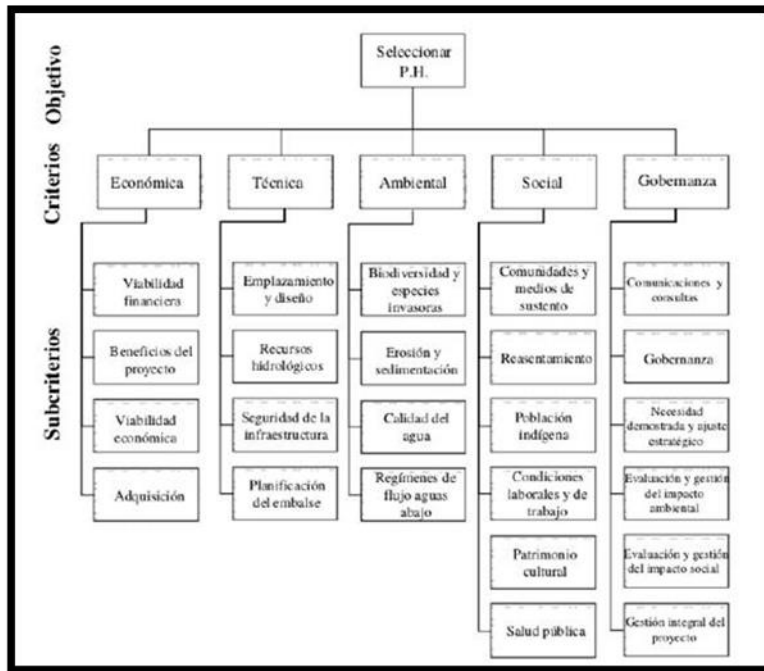 Objetivo
Seleccionar
P.H.
Criterios
Económica
Técnica
Ambiental
Social
Gobernanza
Subcriterios
Viabilidad
financiera
Beneficios del
proyecto
Viabilidad
económica
Adquisición
Emplazamiento
y diseño
Recursos
hidrológicos
Seguridad de la
infraestructura
Planificación
del embalse
Biodiversidad y
especies
invasoras
Erosión y
sedimentación
Calidad del
agua
Regímenes de
flujo aguas
abajo
Comunidades y
medios de
sustento
Reasentamiento
Población
indígena
Condiciones
laborales y de
trabajo
Patrimonio
cultural
Salud pública
Comunicaciones y
consultas
Gobernanza
Necesidad
demostrada y ajuste
estratégico
Evaluación y gestión
del impacto
ambiental
Evaluación y gestión
del impacto social
Gestión integral del
proyecto